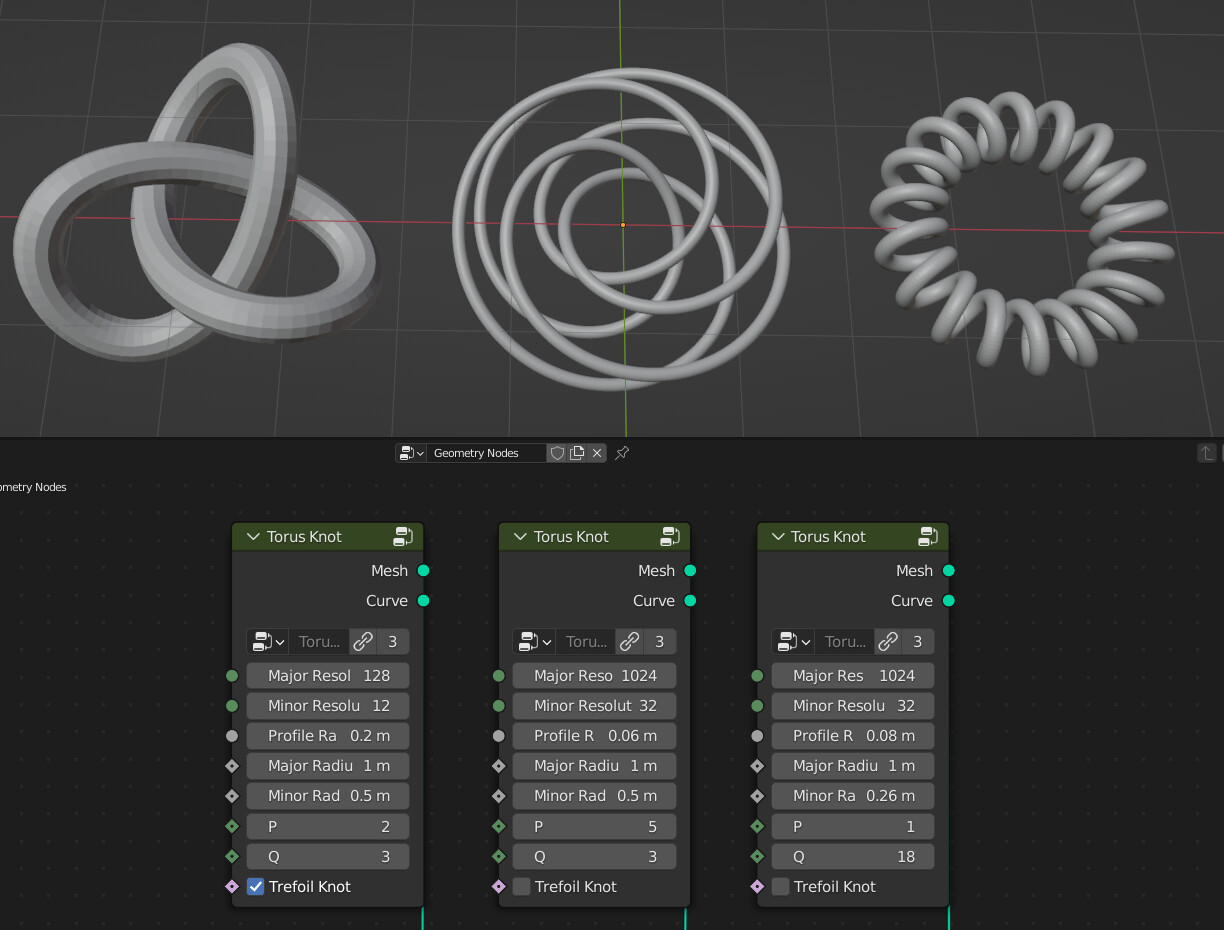 Geometry Nodes
ometry Nodes
Torus Knot
Mesh
Curve
Toru... 3
Major Resol 128
Minor Resolu 12
Profile Ra 0.2 m
Major Radiu 1 m
Minor Rad 0.5 m
P 2
Q 3
Trefoil Knot
Torus Knot
Mesh
Curve
Toru... 3
Major Reso 1024
Minor Resolut 32
Profile R 0.06 m
Major Radiu 1 m
Minor Rad 0.5 m
P 5
Q 3
Trefoil Knot
Torus Knot
Mesh
Curve
Toru... 3
Major Res 1024
Minor Resolu 32
Profile R 0.08 m
Major Radiu 1 m
Minor Ra 0.26 m
P 1
Q 18
Trefoil Knot